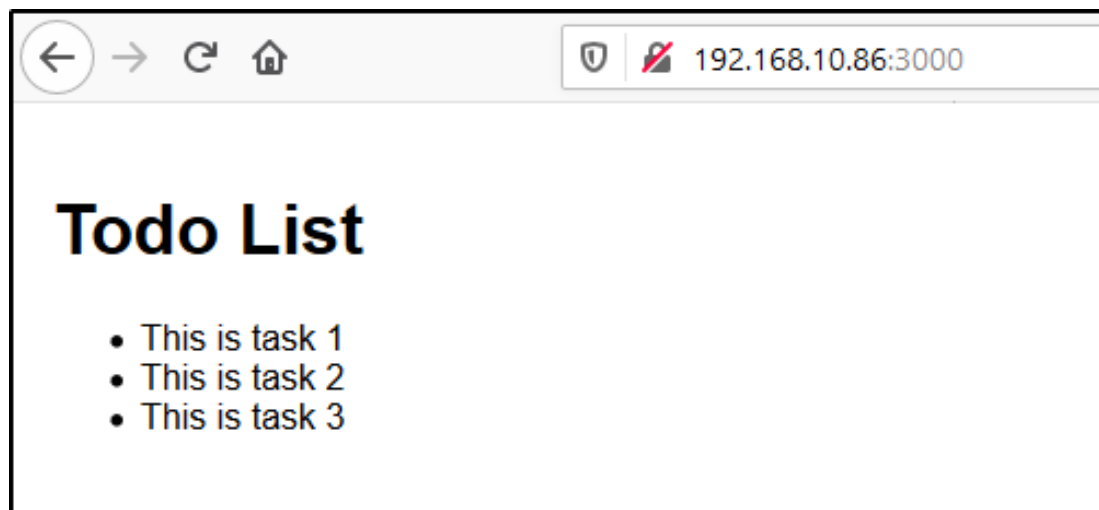 192.168.10.86:3000
Todo List
This is task 1
This is task 2
This is task 3